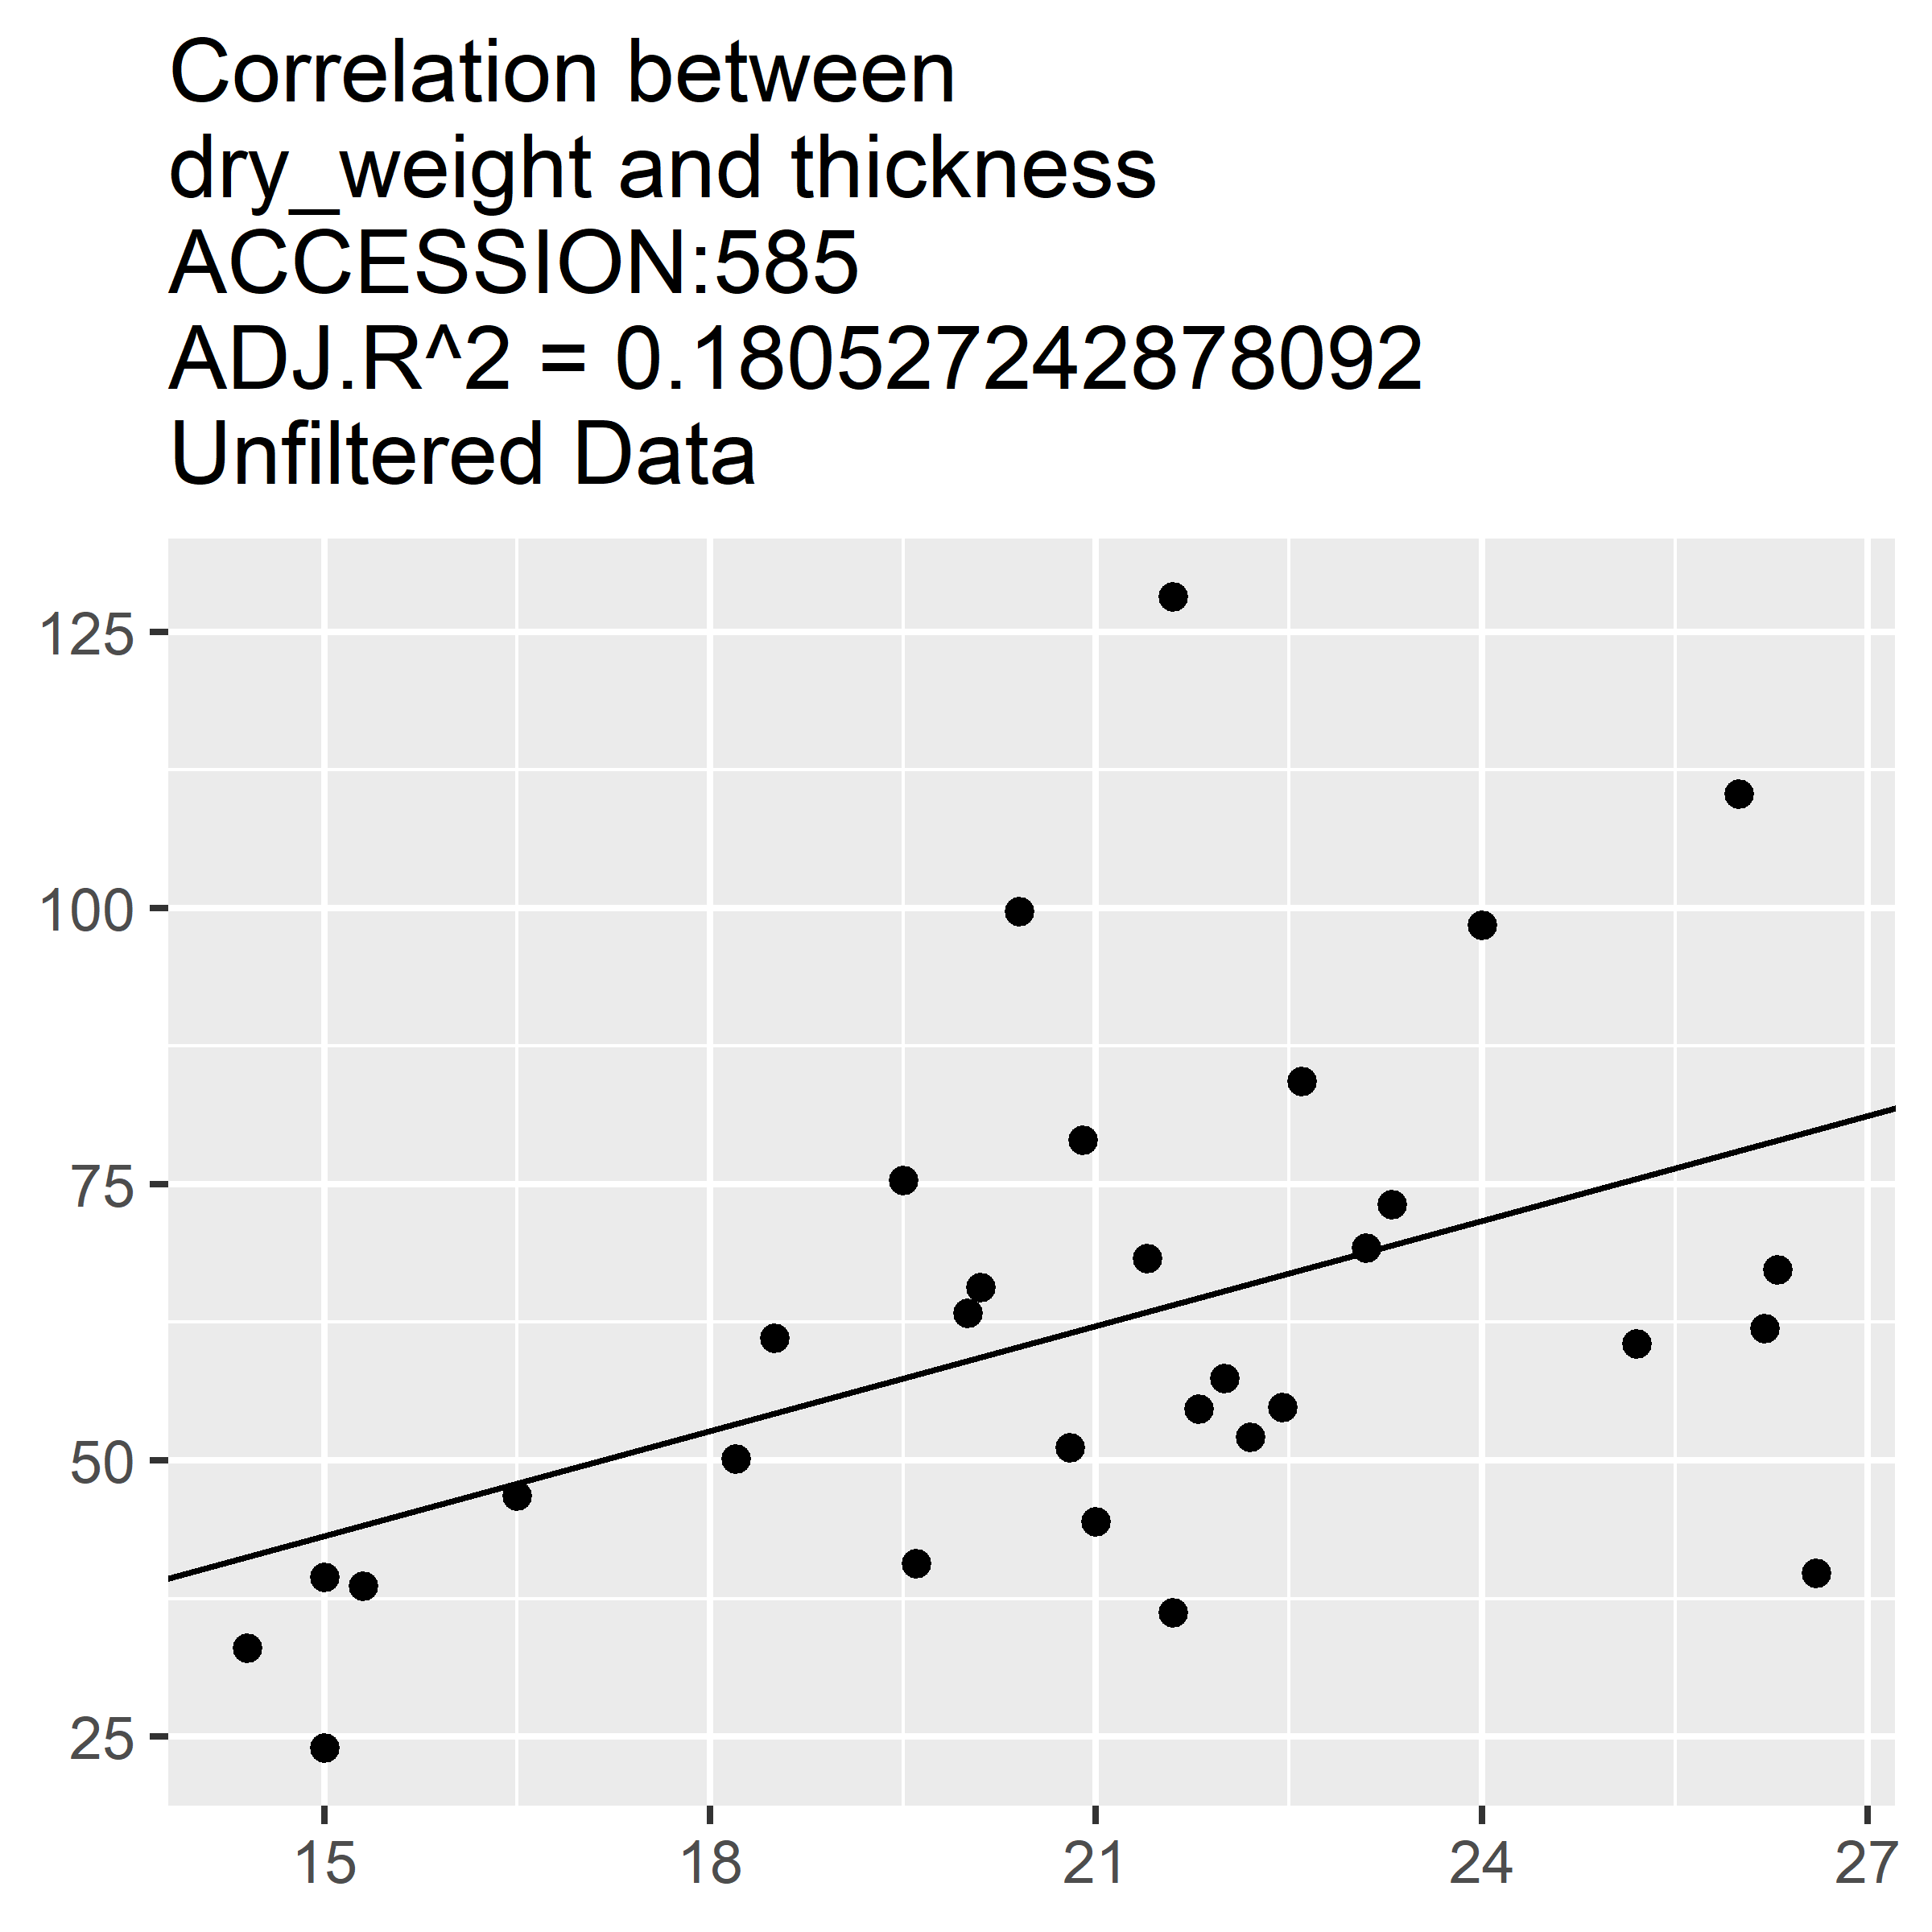 Correlation between
dry_weight and thickness
ACCESSION:585
ADJ.R^2 = 0.180527242878092
Unfiltered Data
125
100
75
50
25
15 18 21 24 27